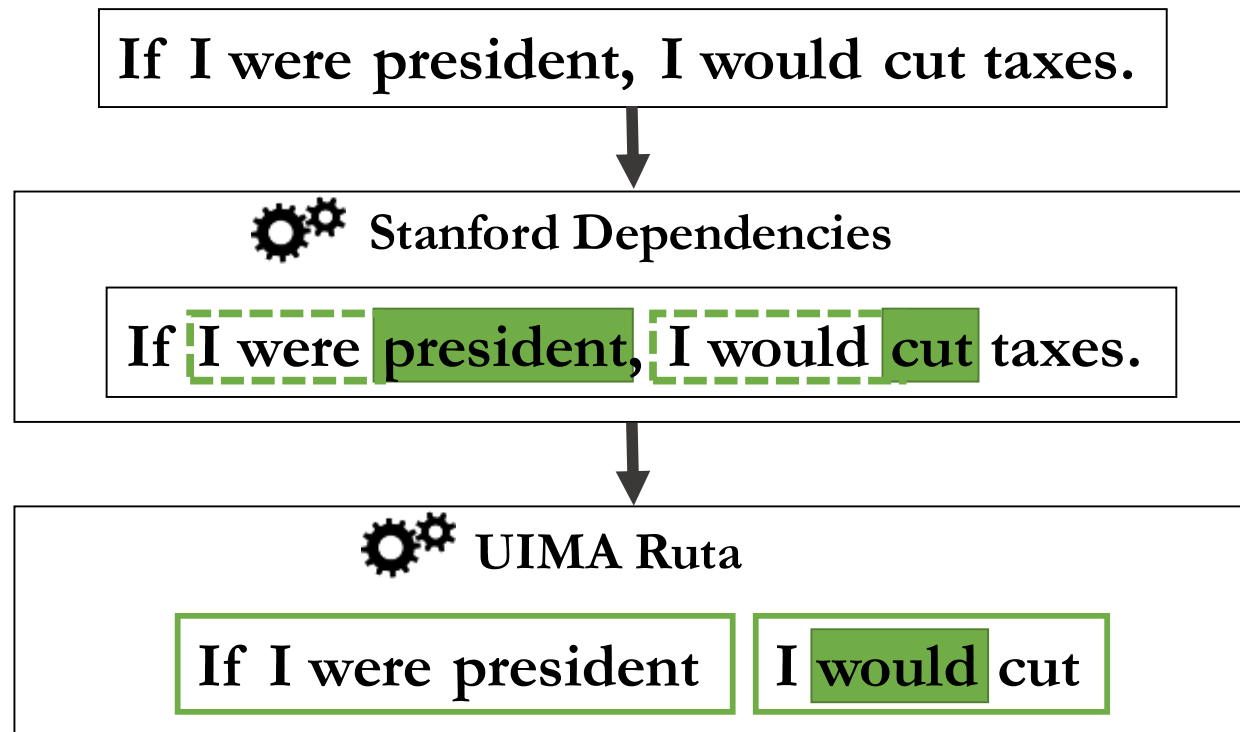 If I were president, I would cut taxes.
Stanford Dependencies
If I were president, I would cut taxes.
UIMA Ruta
If I were president I would cut